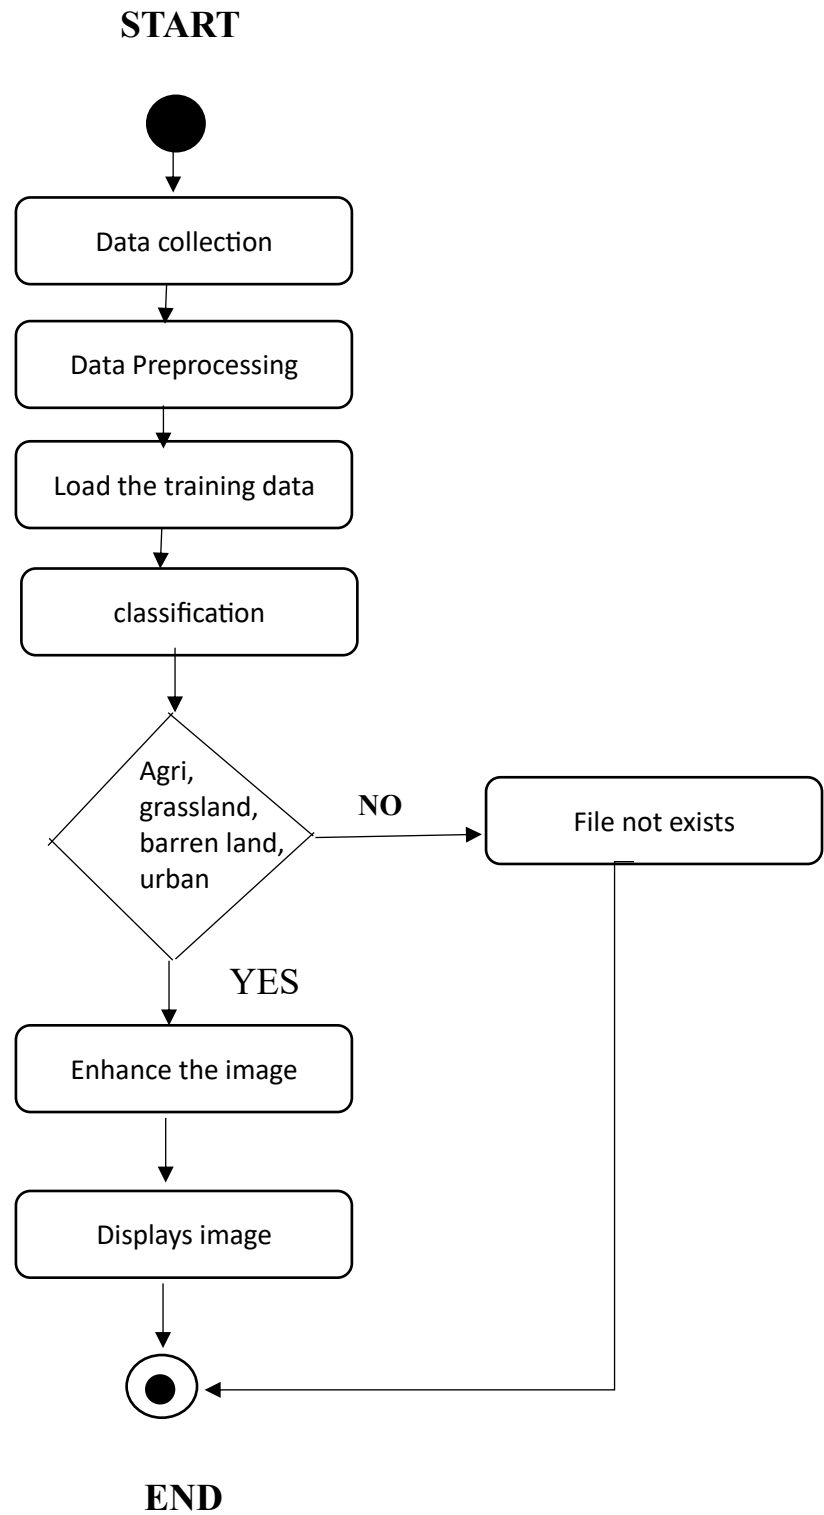 START
Data collection
Data Preprocessing
Load the training data
classification
Agri,
grassland,
barren land,
urban
NO
File not exists
YES
Enhance the image
Displays image
END